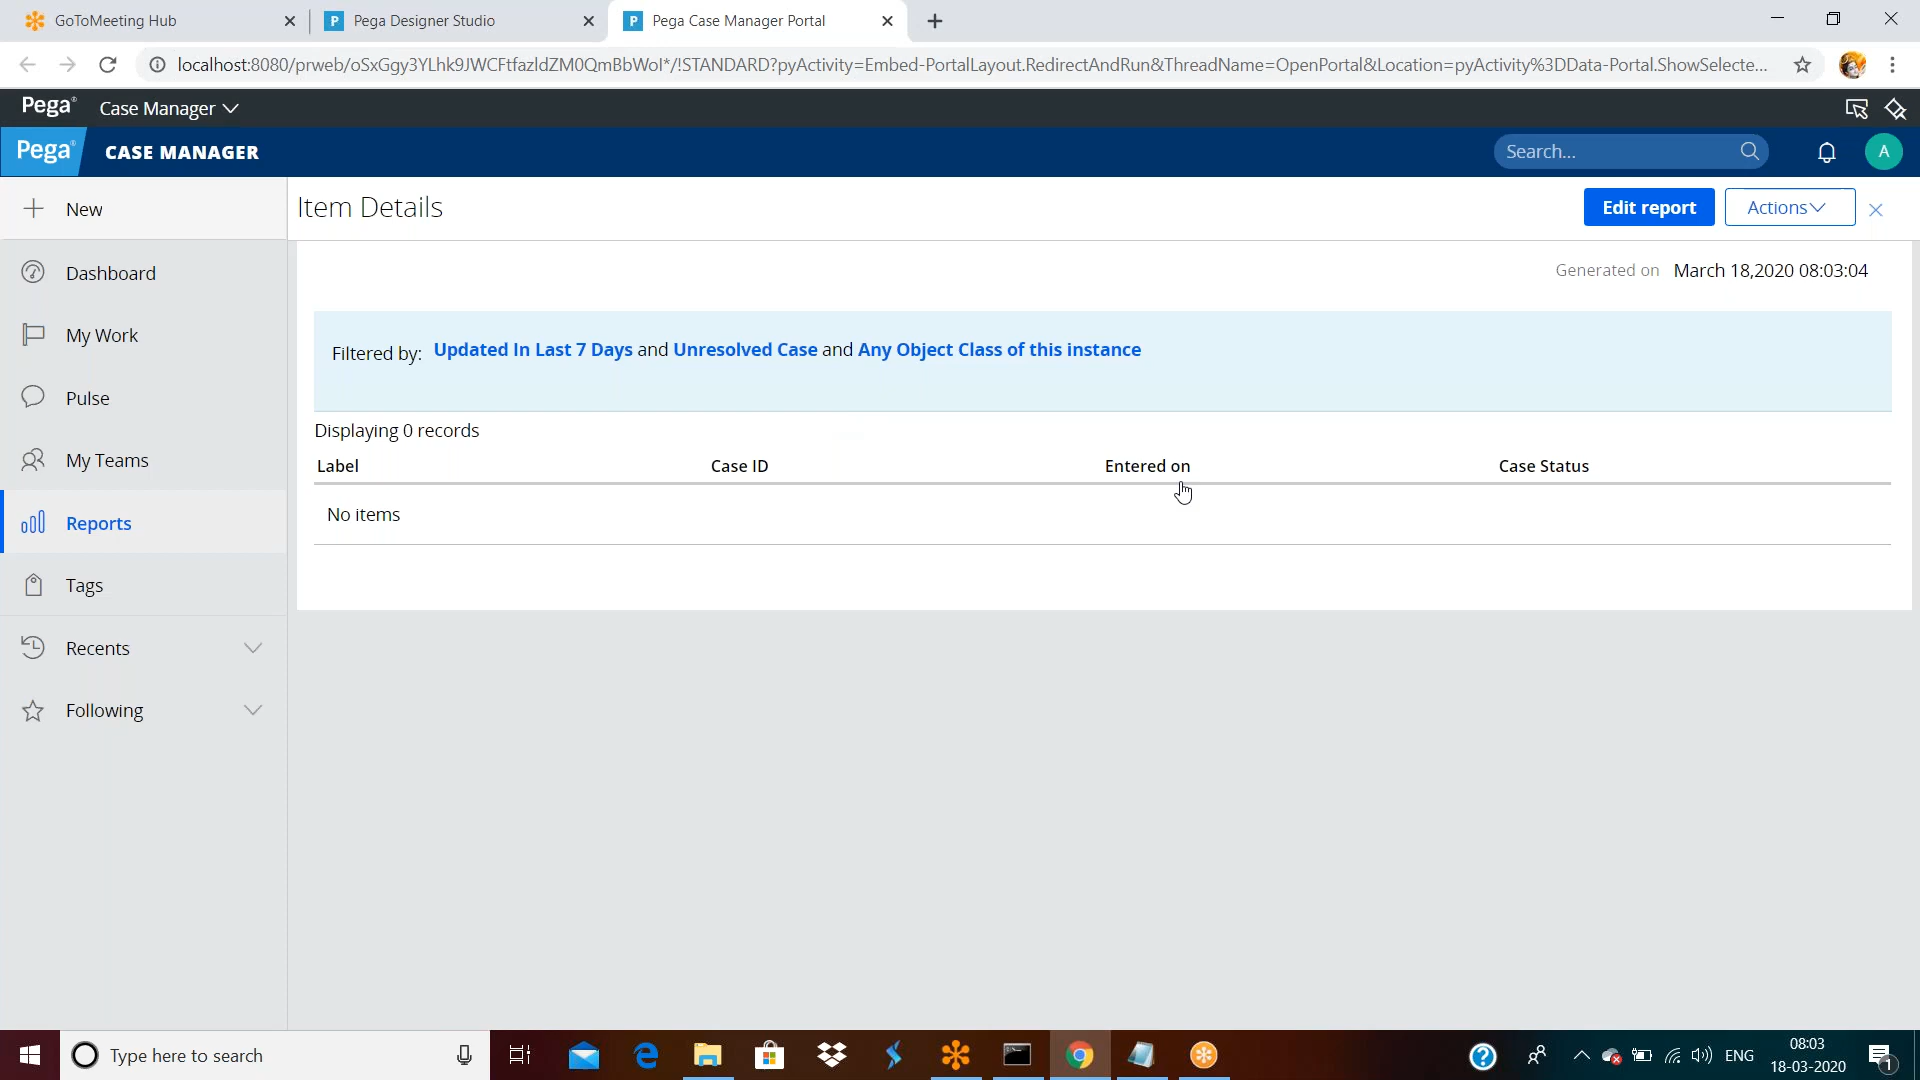 GoToMeeting Hub
P Pega Designer Studio
P Pega Case Manager Portal
localhost:8080/prweb/oSxGgy3YLhk9JWCFtfazldZM0QmBbWoI*/!STANDARD?pyActivity=Embed-PortalLayout.RedirectAndRun&ThreadName=OpenPortal&Location=pyActivity%3DData-Portal.ShowSelecte...
Pega® Case Manager
Pega® CASE MANAGER
Search...
A
New
Item Details
Edit report
Actions
Generated on March 18,2020 08:03:04
Dashboard
My Work
Pulse
My Teams
Reports
Tags
Recents
Following
Filtered by: Updated In Last 7 Days and Unresolved Case and Any Object Class of this instance
Displaying 0 records
Label Case ID Entered on Case Status
No items
Type here to search
ENG
08:03
18-03-2020
1